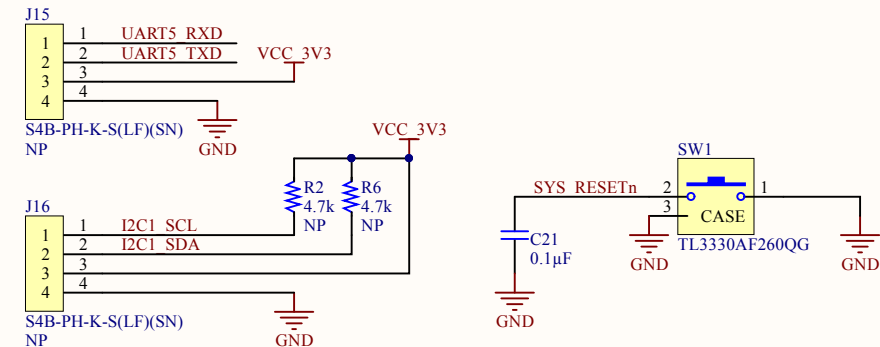 J15
1 1 UART5_RXD
2 2 UART5_TXD
VCC_3V3
3 3
4 4
S4B-PH-K-S(LF)(SN)
NP
GND
VCC_3V3
R2
4.7k
NP
R6
4.7k
NP
J16
1 1 I2C1_SCL
2 2 I2C1_SDA
3 3
4 4
S4B-PH-K-S(LF)(SN)
NP
GND
SW1
SYS_RESETn 2 1
3 CASE
TL3330AF260QG
GND
GND
C21
0.1µF
GND